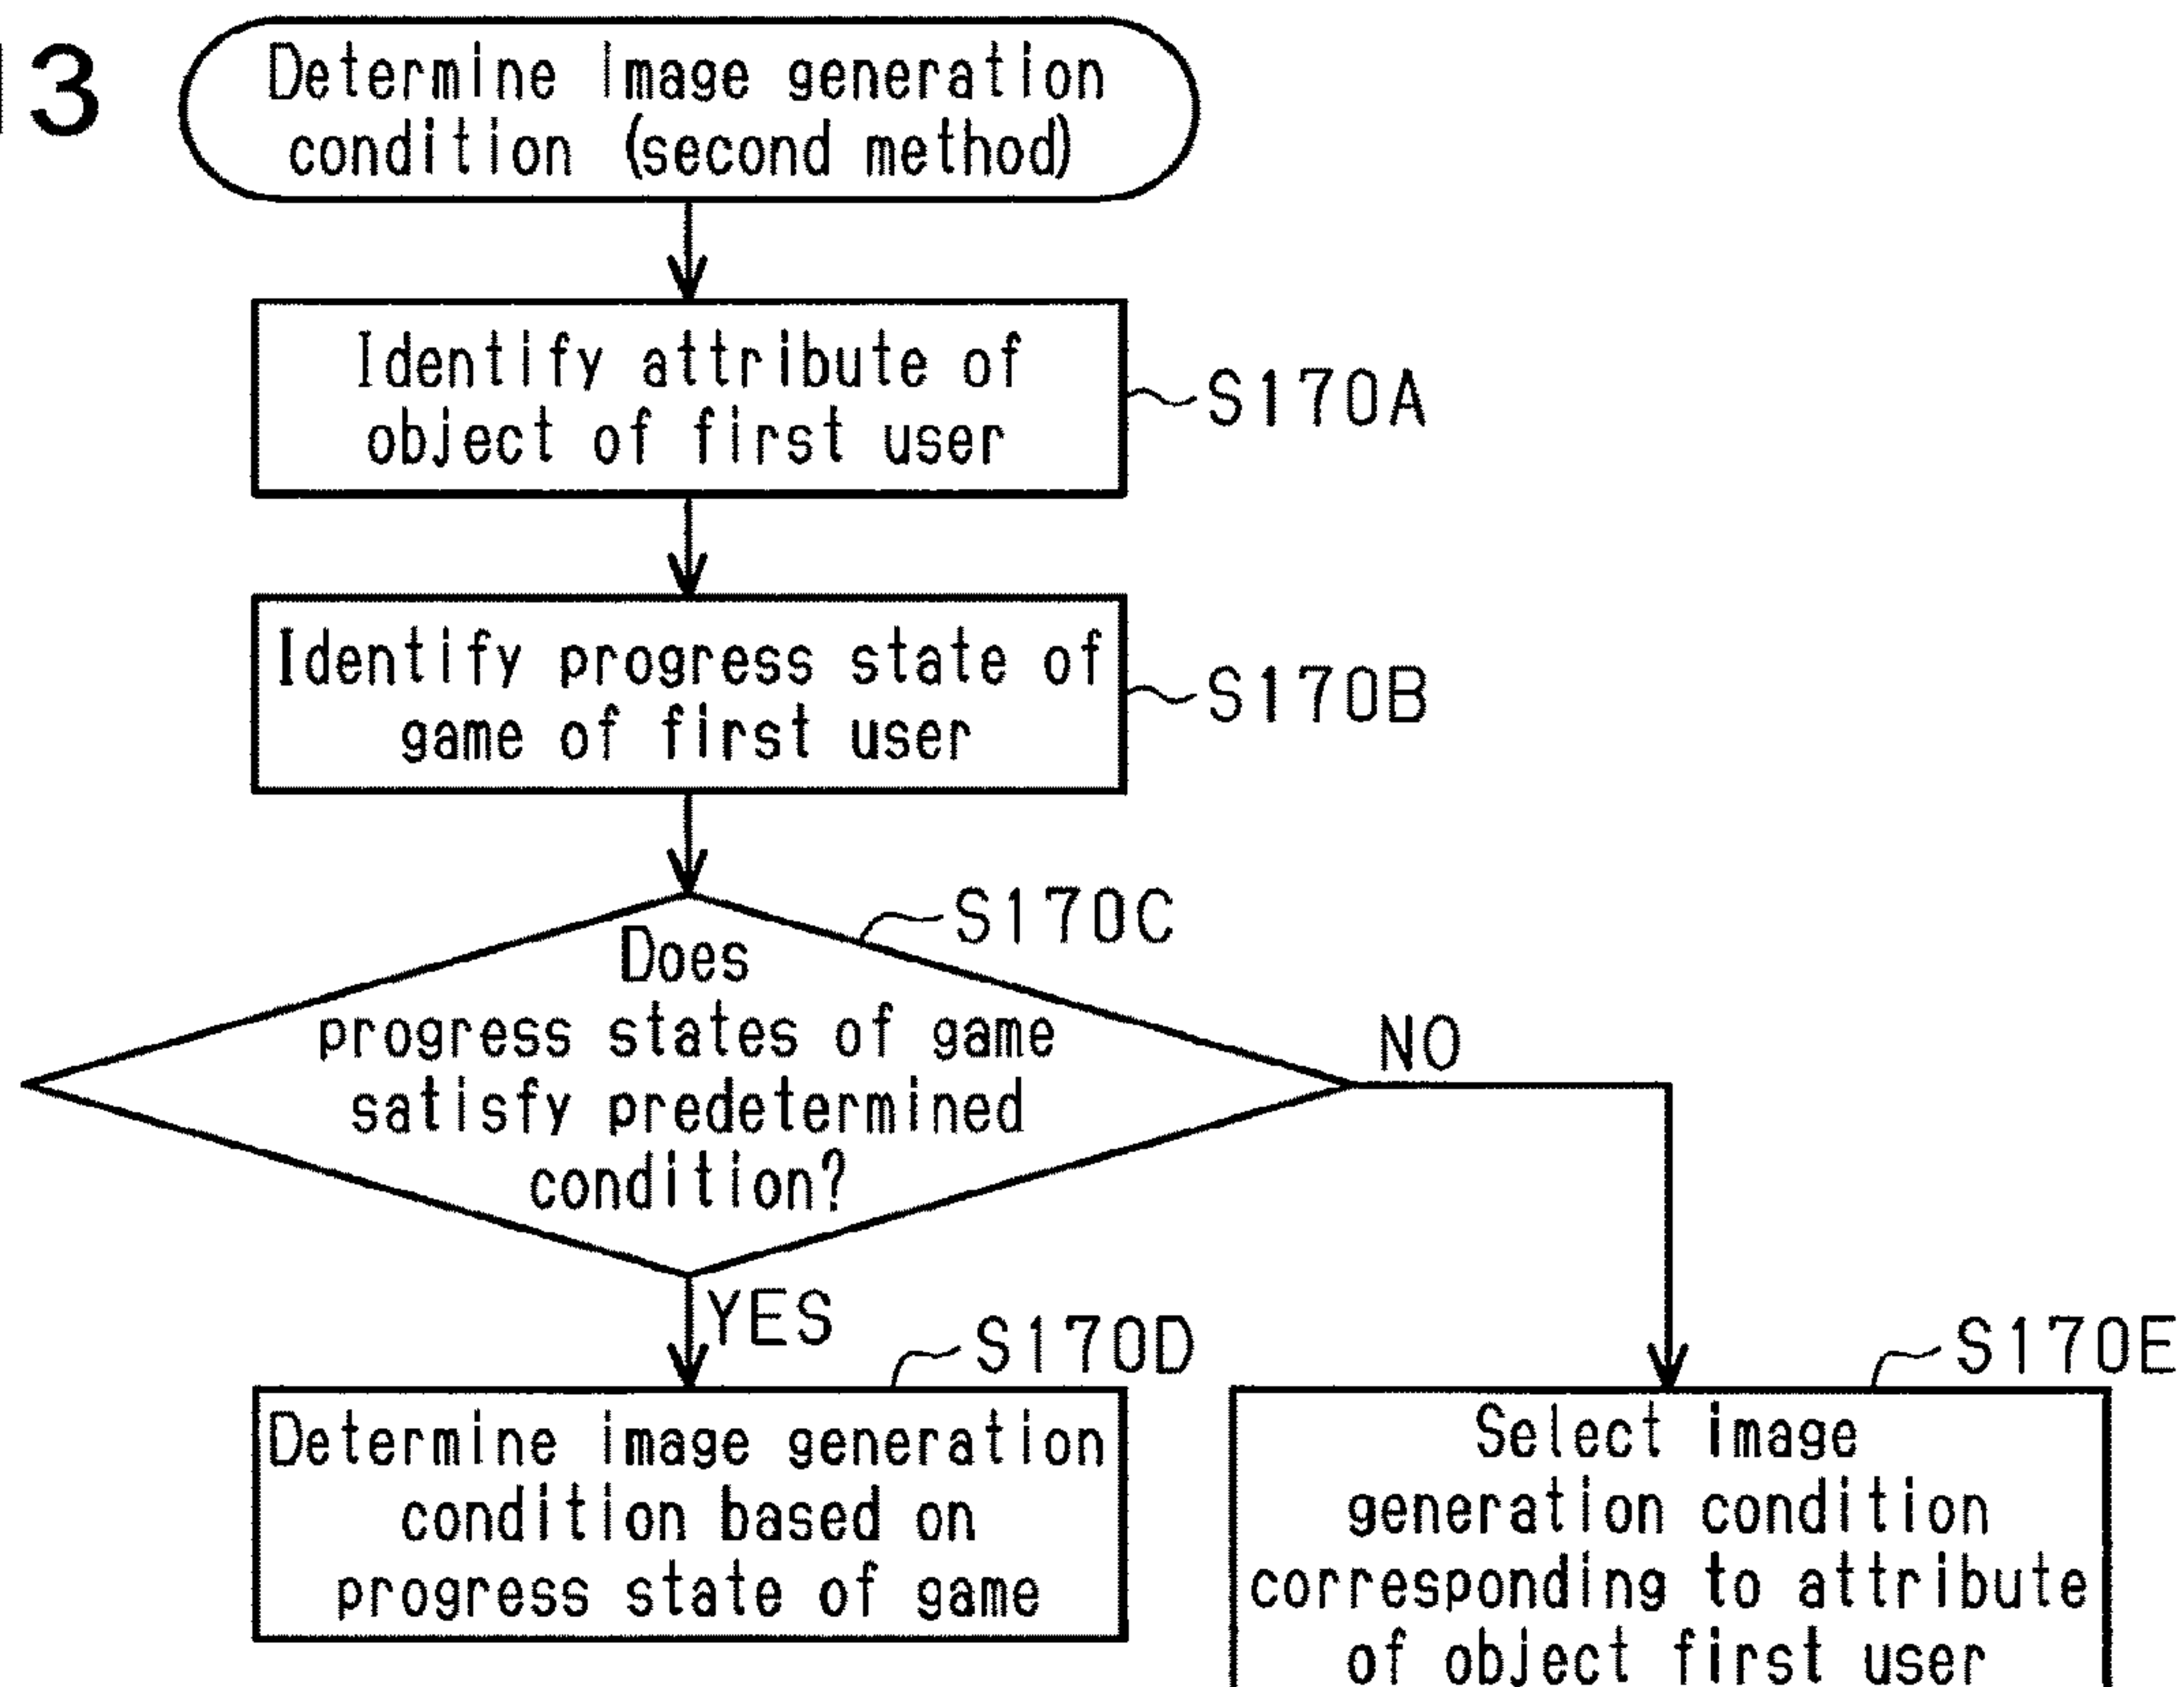 13
Determine image generation
condition (second method)
Identify attribute of
object of first user
S170A
Identify progress state of
game of first user
S170B
S170C
Does
progress states of game
satisfy predetermined
condition?
NO
YES
S170D
Determine image generation
condition based on
progress state of game
S170E
Select image
generation condition
corresponding to attribute
of object first user